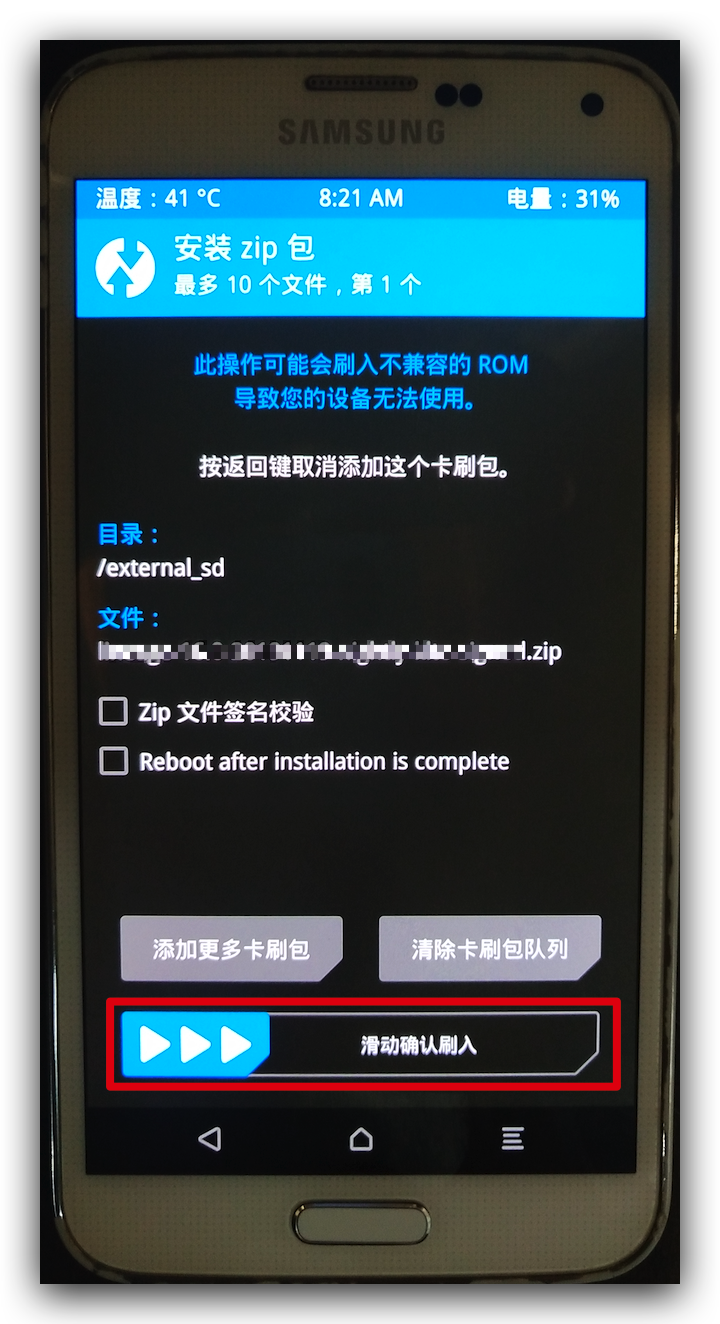 SAMSUNG
温度：41 °C 8:21 AM 电量：31%
安装 zip 包
最多 10 个文件，第 1 个
此操作可能会刷入不兼容的 ROM
导致您的设备无法使用。
按返回键取消添加这个卡刷包。
目录：
/external_sd
文件：
.zip
Zip 文件签名校验
Reboot after installation is complete
添加更多卡刷包 清除卡刷包队列
滑动确认刷入